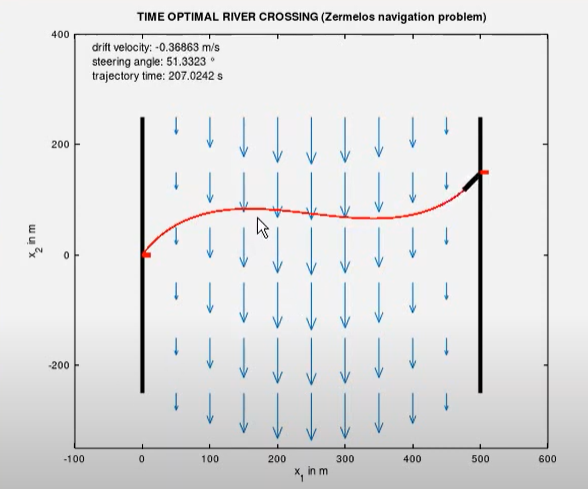 TIME OPTIMAL RIVER CROSSING (Zermelos navigation problem)
drift velocity: -0.36863 m/s
steering angle: 51.3323 °
trajectory time: 207.0242 s
400
200
0
-200
x2 in m
-100 0 100 200 300 400 500 600
x1 in m